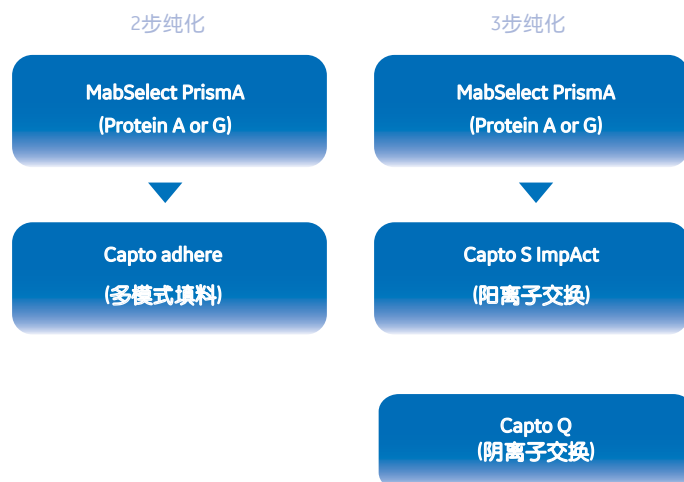 2步纯化
MabSelect PrismA
(Protein A or G)
Capto adhere
(多模式填料)
3步纯化
MabSelect PrismA
(Protein A or G)
Capto S ImpAct
(阳离子交换)
Capto Q
(阴离子交换)